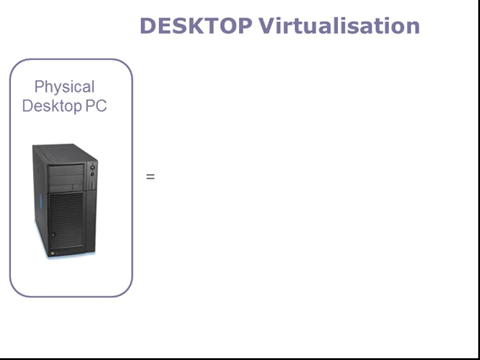 DESKTOP Virtualisation
Physical
Desktop PC
=